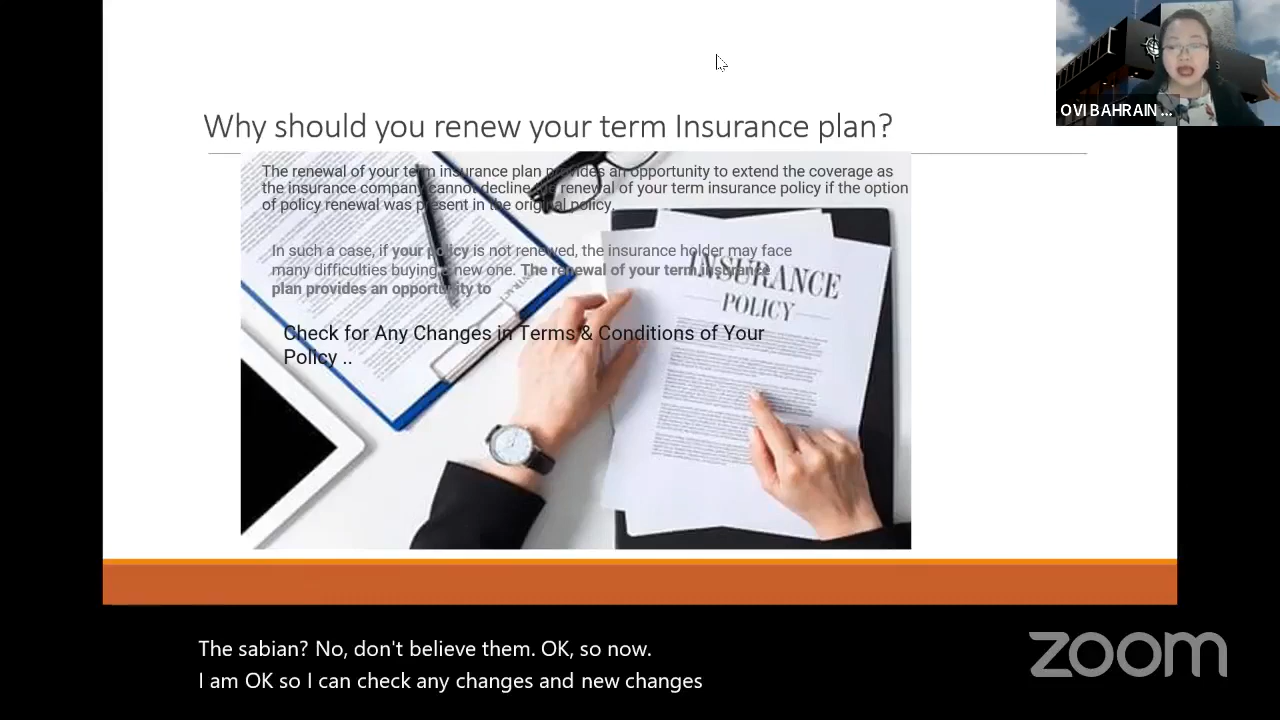 Why should you renew your term Insurance plan?
The renewal of your term insurance plan provides an opportunity to extend the coverage as
the insurance company cannot decline the renewal of your term insurance policy if the option
of policy renewal was present in the original policy.
In such a case, if your policy is not renewed, the insurance holder may face
many difficulties buying a new one. The renewal of your term insurance
plan provides an opportunity to
INSURANCE
POLICY
Check for Any Changes in Terms & Conditions of Your
Policy ..
OVI BAHRAIN ...
The sabian? No, don't believe them. OK, so now.
I am OK so I can check any changes and new changes
zoom